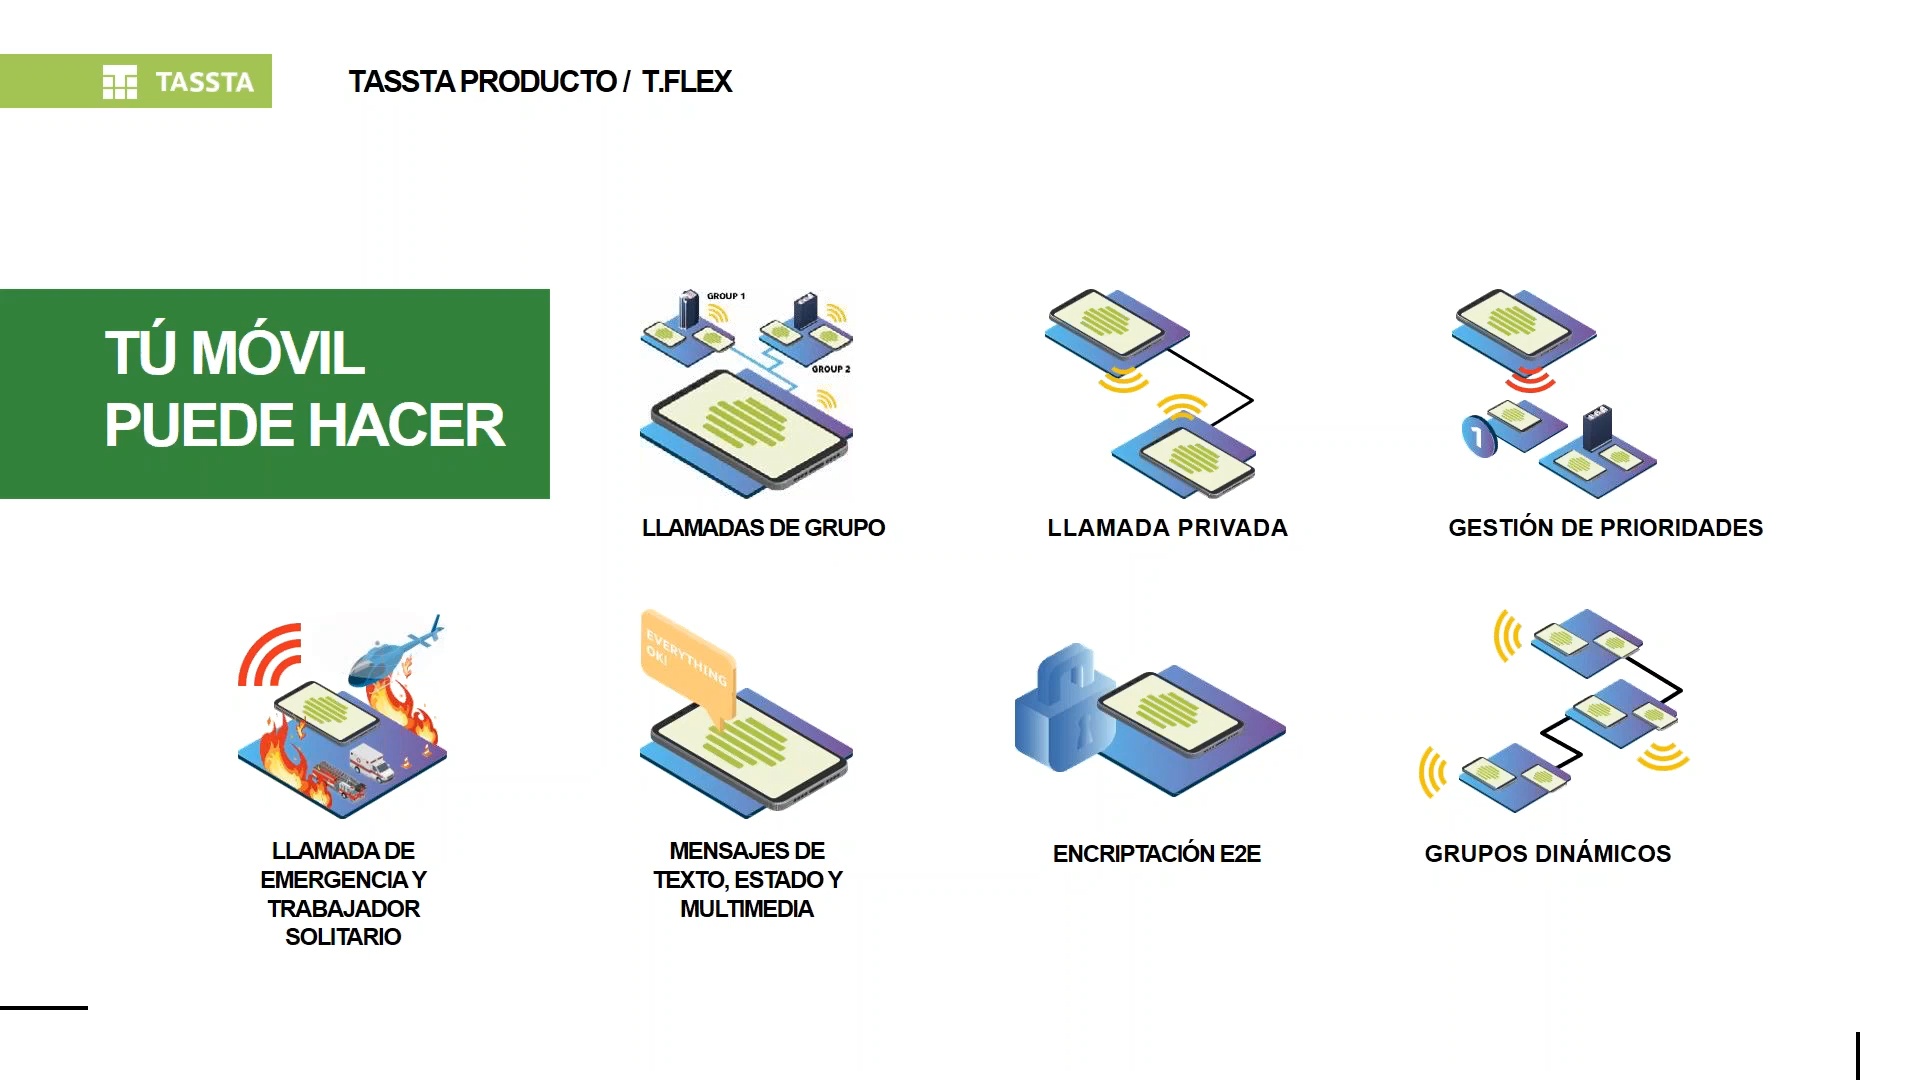 TASSTA
TASSTA PRODUCTO / T.FLEX
TÚ MÓVIL
PUEDE HACER
GROUP 1
GROUP 2
LLAMADAS DE GRUPO
LLAMADA PRIVADA
1
GESTIÓN DE PRIORIDADES
LLAMADA DE
EMERGENCIA Y
TRABAJADOR
SOLITARIO
EVERYTHING
OK!
MENSAJES DE
TEXTO, ESTADO Y
MULTIMEDIA
ENCRIPTACIÓN E2E
GRUPOS DINÁMICOS